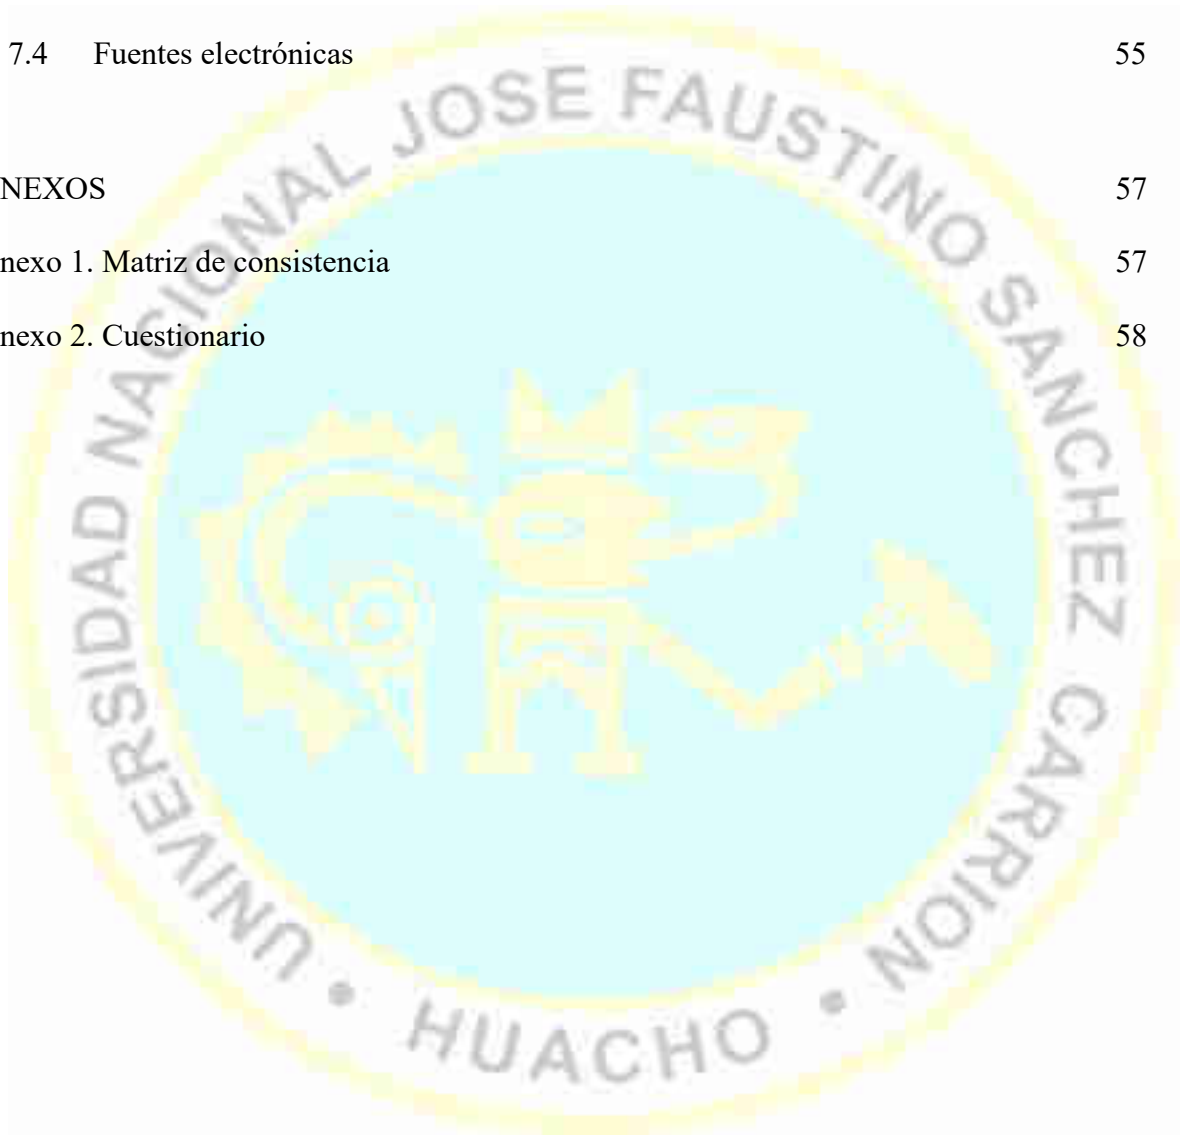 7.4 Fuentes electrónicas 55
NEXOS 57
nexo 1. Matriz de consistencia 57
nexo 2. Cuestionario 58
UNIVERSIDAD NACIONAL JOSE FAUSTINO SANCHEZ CARRION • HUACHO •